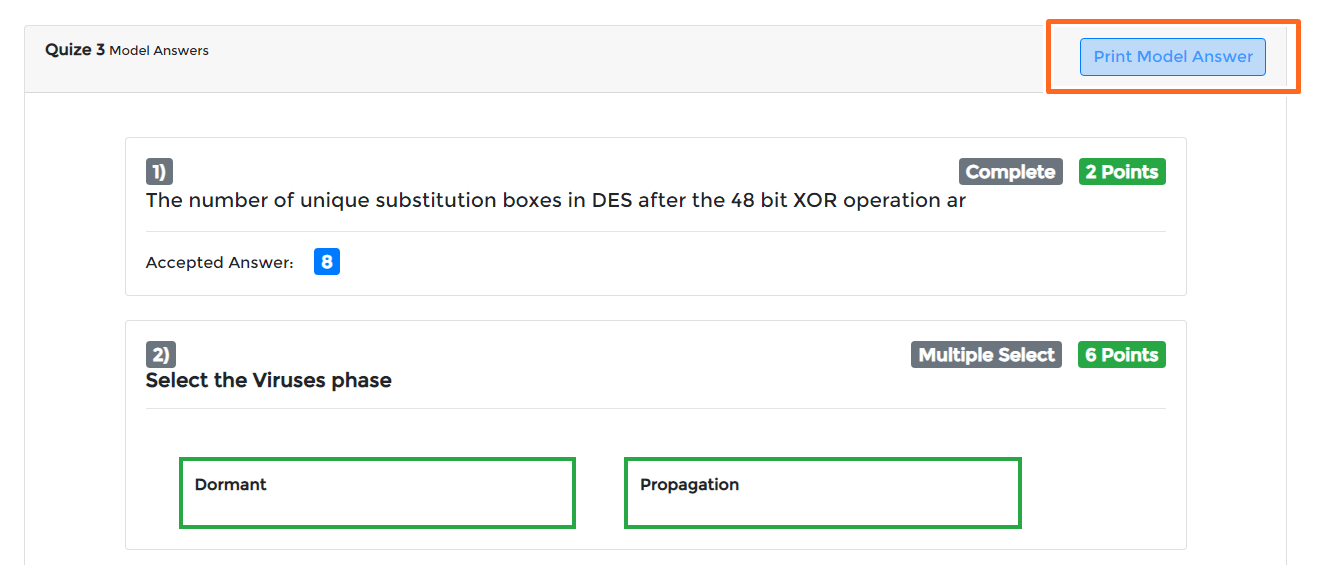 Quize 3 Model Answers
Print Model Answer
1)
Complete
2 Points
The number of unique substitution boxes in DES after the 48 bit XOR operation ar
Accepted Answer: 8
2)
Multiple Select
6 Points
Select the Viruses phase
Dormant
Propagation